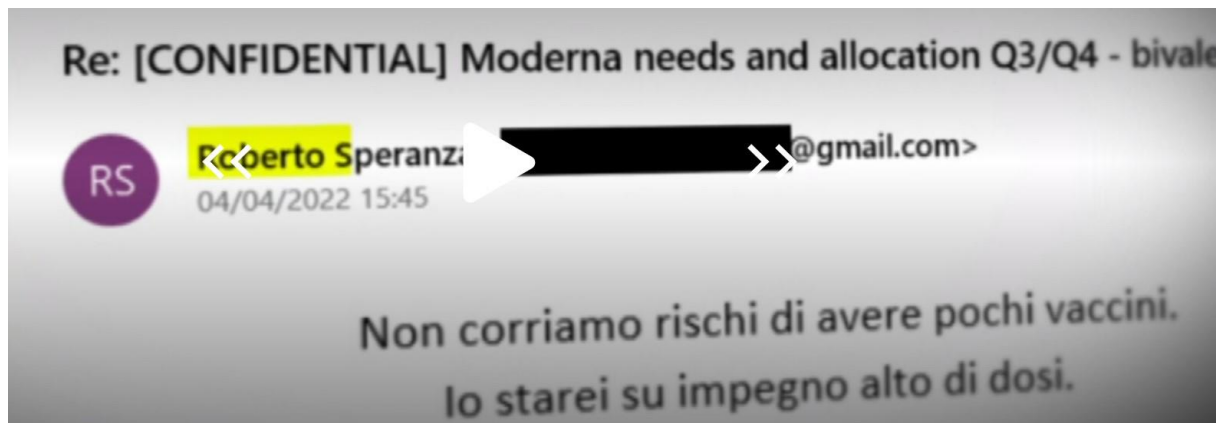 Re: [CONFIDENTIAL] Moderna needs and allocation Q3/Q4 - bivale
RS
Roberto Speranza @gmail.com>
04/04/2022 15:45
Non corriamo rischi di avere pochi vaccini.
Io starei su impegno alto di dosi.